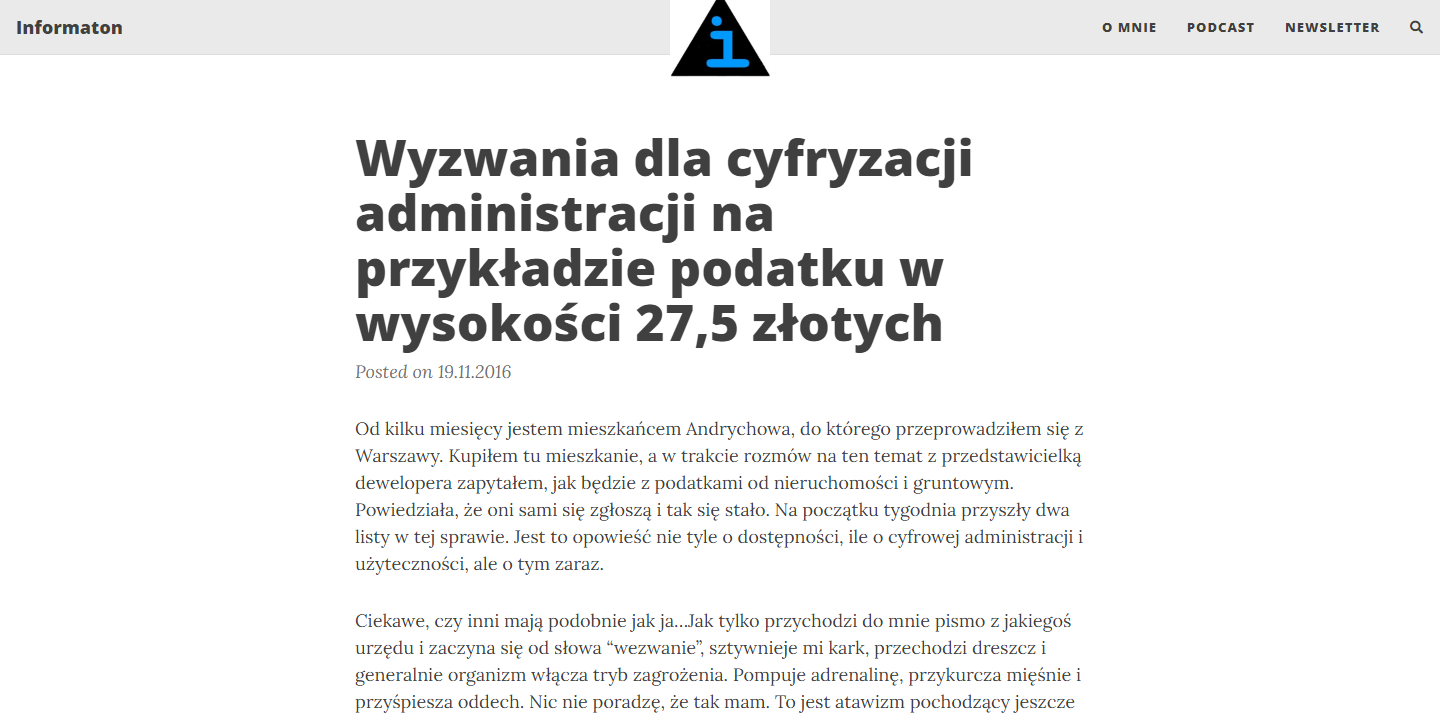 Informaton
i
O MNIE
PODCAST
NEWSLETTER
Wyzwania dla cyfryzacji
administracji na
przykładzie podatku w
wysokości 27,5 złotych
Posted on 19.11.2016
Od kilku miesięcy jestem mieszkańcem Andrychowa, do którego przeprowadziłem się z
Warszawy. Kupiłem tu mieszkanie, a w trakcie rozmów na ten temat z przedstawicielką
dewelopera zapytałem, jak będzie z podatkami od nieruchomości i gruntowym.
Powiedziała, że oni sami się zgłoszą i tak się stało. Na początku tygodnia przyszły dwa
listy w tej sprawie. Jest to opowieść nie tyle o dostępności, ile o cyfrowej administracji i
użyteczności, ale o tym zaraz.
Ciekawe, czy inni mają podobnie jak ja…Jak tylko przychodzi do mnie pismo z jakiegoś
urzędu i zaczyna się od słowa “wezwanie”, sztywnieje mi kark, przechodzi dreszcz i
generalnie organizm włącza tryb zagrożenia. Pompuje adrenalinę, przykurcza mięśnie i
przyśpiesza oddech. Nic nie poradzę, że tak mam. To jest atawizm pochodzący jeszcze